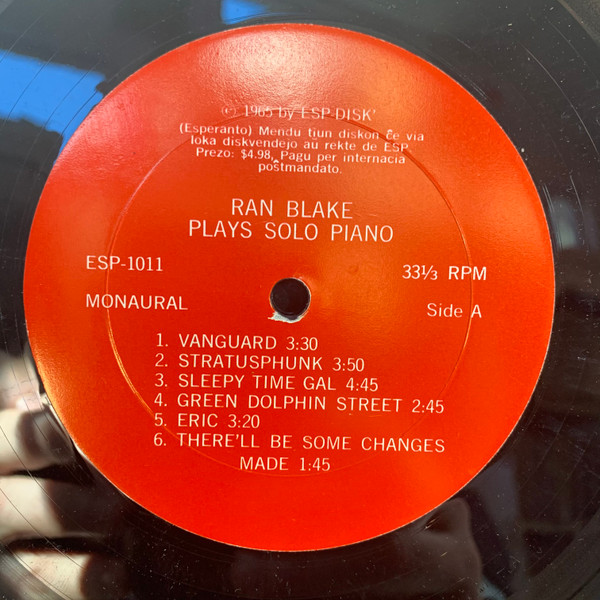 © 1965 by ESP-DISK'
(Esperanto) Mendu tiun diskon ĉe via
loka diskvendejo aŭ rekte de ESP.
Prezo: $4.98, Pagu per internacia
poŝtmandato.
RAN BLAKE
PLAYS SOLO PIANO
ESP-1011
33⅓ RPM
MONAURAL
Side A
1. VANGUARD 3:30
2. STRATUSPHUNK 3:50
3. SLEEPY TIME GAL 4:45
4. GREEN DOLPHIN STREET 2:45
5. ERIC 3:20
6. THERE'LL BE SOME CHANGES
MADE 1:45